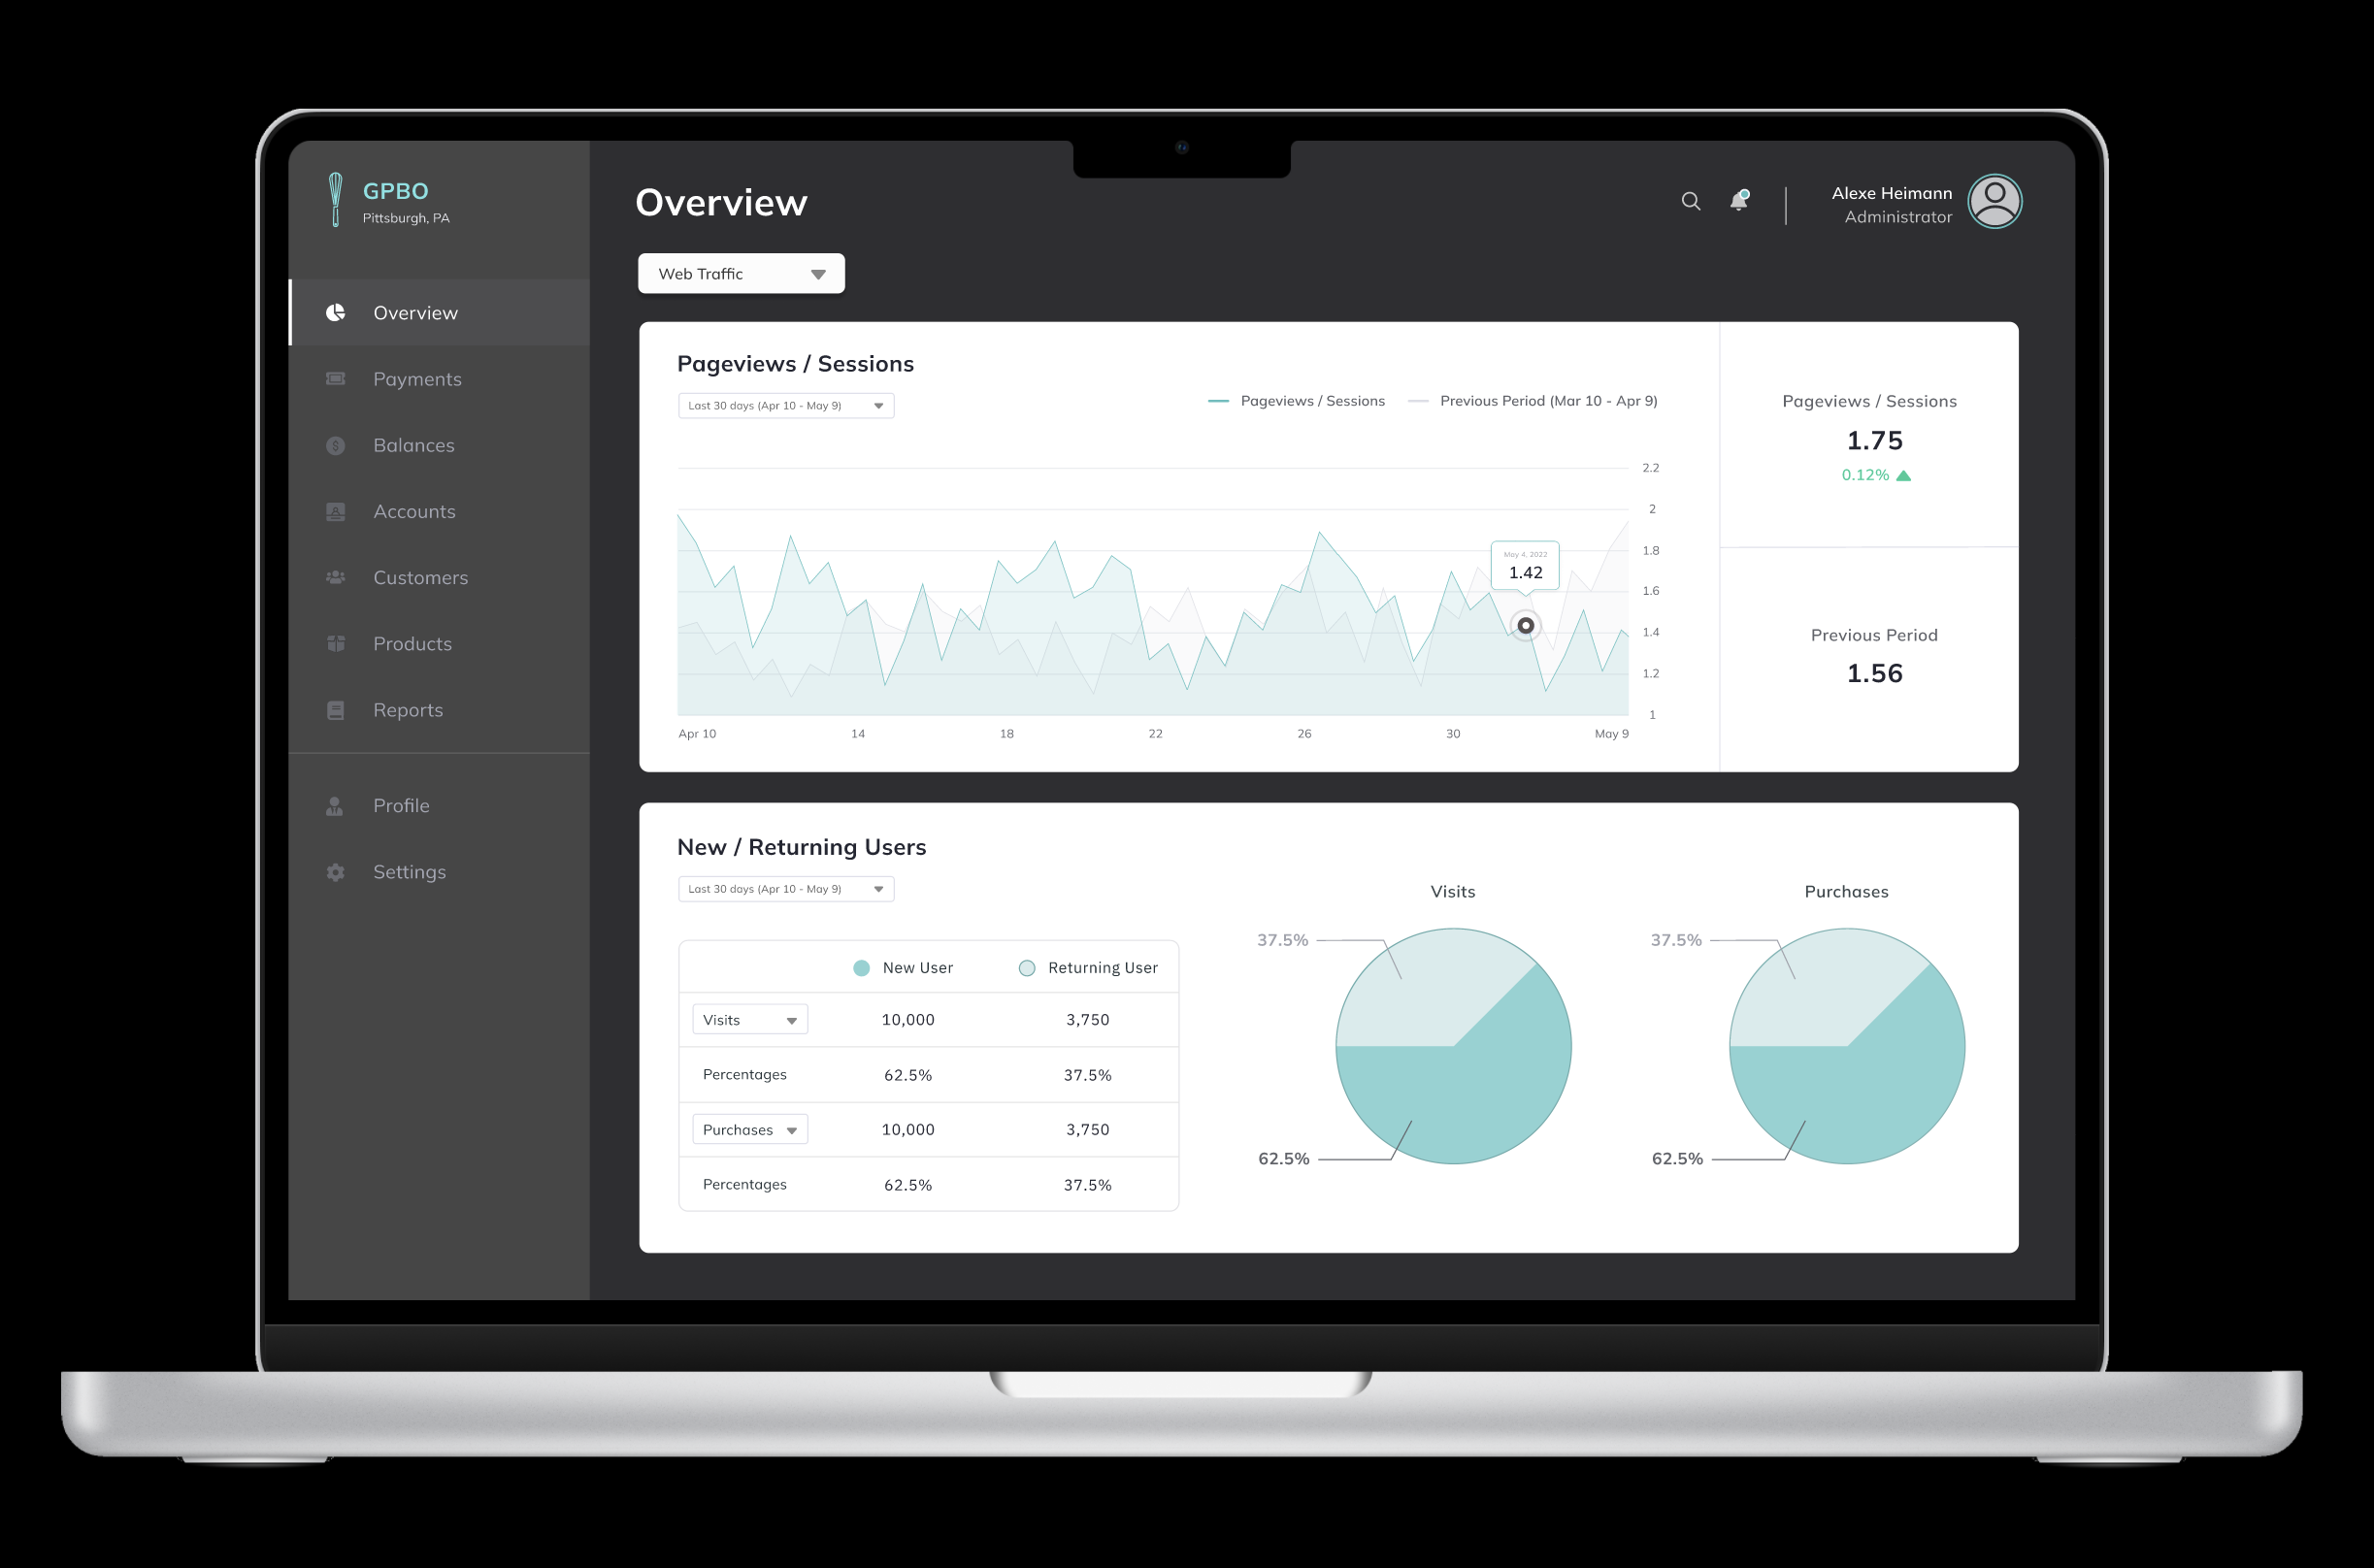 GPBO
Pittsburgh, PA
Overview
Payments
Balances
Accounts
Customers
Products
Reports
Profile
Settings
Overview
Alexe Heimann
Administrator
Web Traffic
Pageviews / Sessions
Last 30 days (Apr 10 - May 9)
Pageviews / Sessions
Previous Period (Mar 10 - Apr 9)
2.2
2
1.8
1.6
1.4
1.2
1
May 4, 2022
1.42
Apr 10
14
18
22
26
30
May 9
Pageviews / Sessions
1.75
0.12%
Previous Period
1.56
New / Returning Users
Last 30 days (Apr 10 - May 9)
New User
Returning User
Visits
10,000
3,750
Percentages
62.5%
37.5%
Purchases
10,000
3,750
Percentages
62.5%
37.5%
Visits
37.5%
62.5%
Purchases
37.5%
62.5%